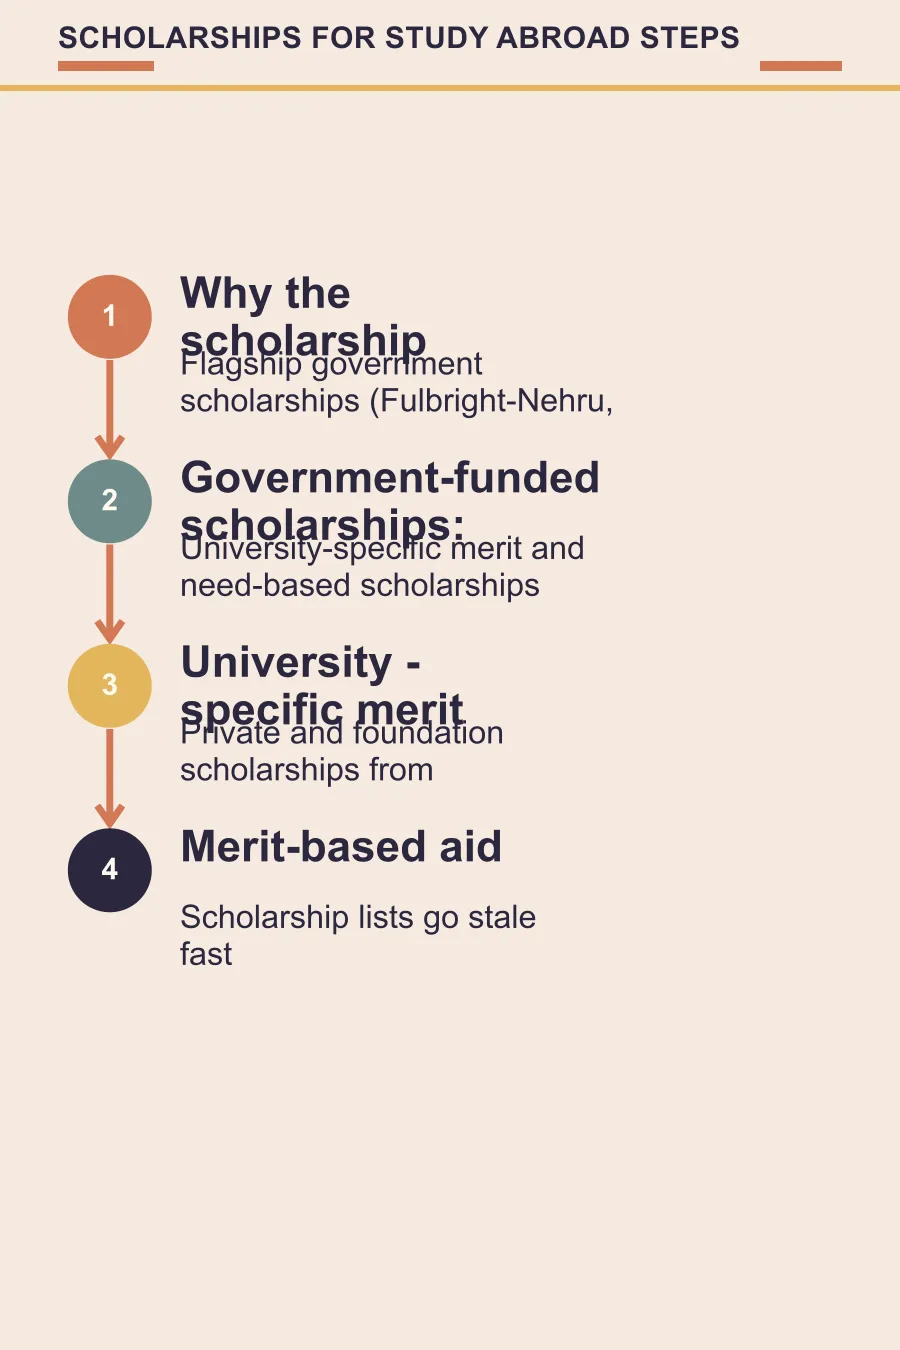 SCHOLARSHIPS FOR STUDY ABROAD STEPS
1
Why the
scholarship
Flagship government
scholarships (Fulbright-Nehru,
2
Government-funded
scholarships:
University-specific merit and
need-based scholarships
3
University -
specific merit
Private and foundation
scholarships from
4
Merit-based aid
Scholarship lists go stale
fast